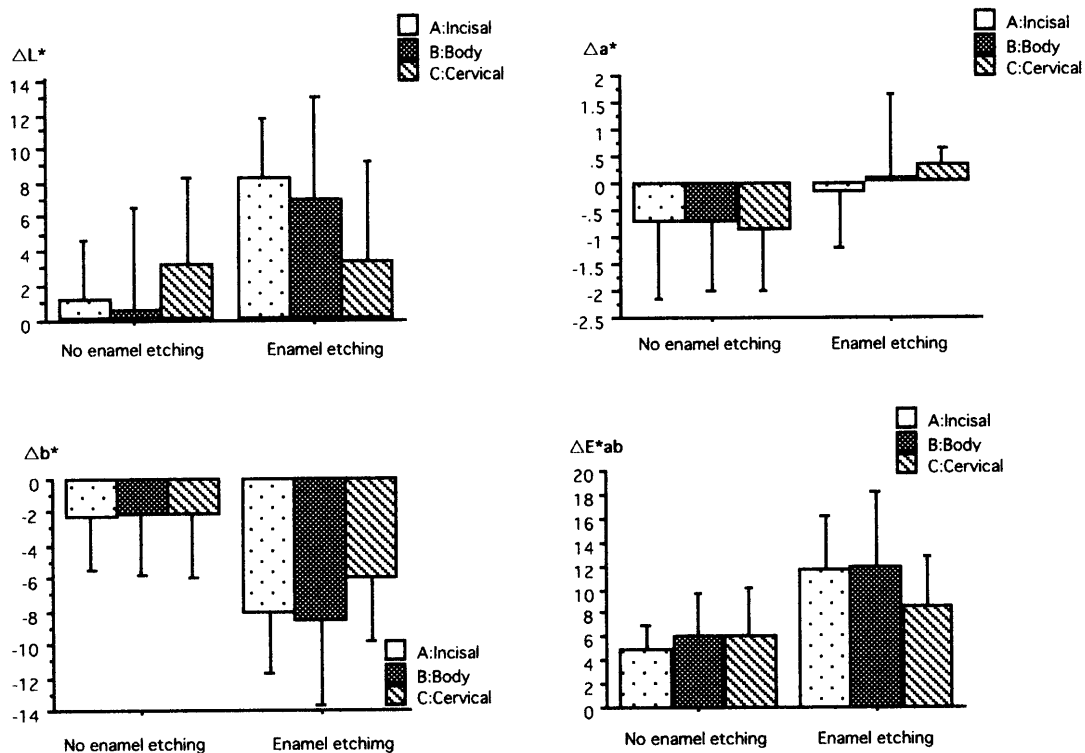 △L*
A:Incisal
B:Body
C:Cervical
14
12
10
8
6
4
2
0
No enamel etching Enamel etching
△a*
A:Incisal
B:Body
C:Cervical
2
1.5
1
.5
0
-.5
-1
-1.5
-2
-2.5
No enamel etching Enamel etching
△b*
0
-2
-4
-6
-8
-10
-12
-14
A:Incisal
B:Body
C:Cervical
No enamel etching Enamel etchimg
△E*ab
A:Incisal
B:Body
C:Cervical
20
18
16
14
12
10
8
6
4
2
0
No enamel etching Enamel etching